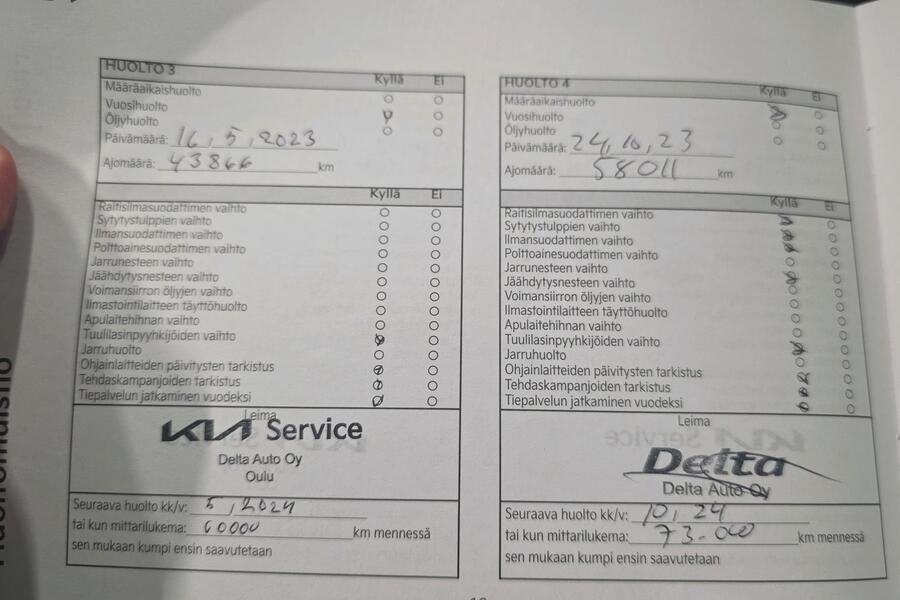 HUOLTO 3
Kyllä Ei
Määräaikaishuolto
Vuosihuolto
Öljyhuolto
Päivämäärä: 16, 5, 2023
Ajomäärä: 43866 km
Kyllä Ei
Raitisilmasuodattimen vaihto
Sytytystulppien vaihto
Ilmansuodattimen vaihto
Polttoainesuodattimen vaihto
Jarrunesteen vaihto
Jäähdytysnesteen vaihto
Voimansiirron öljyjen vaihto
Ilmastointilaitteen täyttöhuolto
Apulaitehihnan vaihto
Tuulilasinpyyhkijöiden vaihto
Jarruhuolto
Ohjainlaitteiden päivitysten tarkistus
Tehdaskampanjoiden tarkistus
Tiepalvelun jatkaminen vuodeksi
Leima
KIA Service
Delta Auto Oy
Oulu
Seuraava huolto kk/v: 5, 2024
tai kun mittarilukema: 60000 km mennessä
sen mukaan kumpi ensin saavutetaan
HUOLTO 4
Kyllä Ei
Määräaikaishuolto
Vuosihuolto
Öljyhuolto
Päivämäärä: 24, 10, 23
Ajomäärä: 58011 km
Kyllä Ei
Raitisilmasuodattimen vaihto
Sytytystulppien vaihto
Ilmansuodattimen vaihto
Polttoainesuodattimen vaihto
Jarrunesteen vaihto
Jäähdytysnesteen vaihto
Voimansiirron öljyjen vaihto
Ilmastointilaitteen täyttöhuolto
Apulaitehihnan vaihto
Tuulilasinpyyhkijöiden vaihto
Jarruhuolto
Ohjainlaitteiden päivitysten tarkistus
Tehdaskampanjoiden tarkistus
Tiepalvelun jatkaminen vuodeksi
Leima
Delta
Delta Auto Oy
Seuraava huolto kk/v: 10, 24
tai kun mittarilukema: 73.000 km mennessä
sen mukaan kumpi ensin saavutetaan